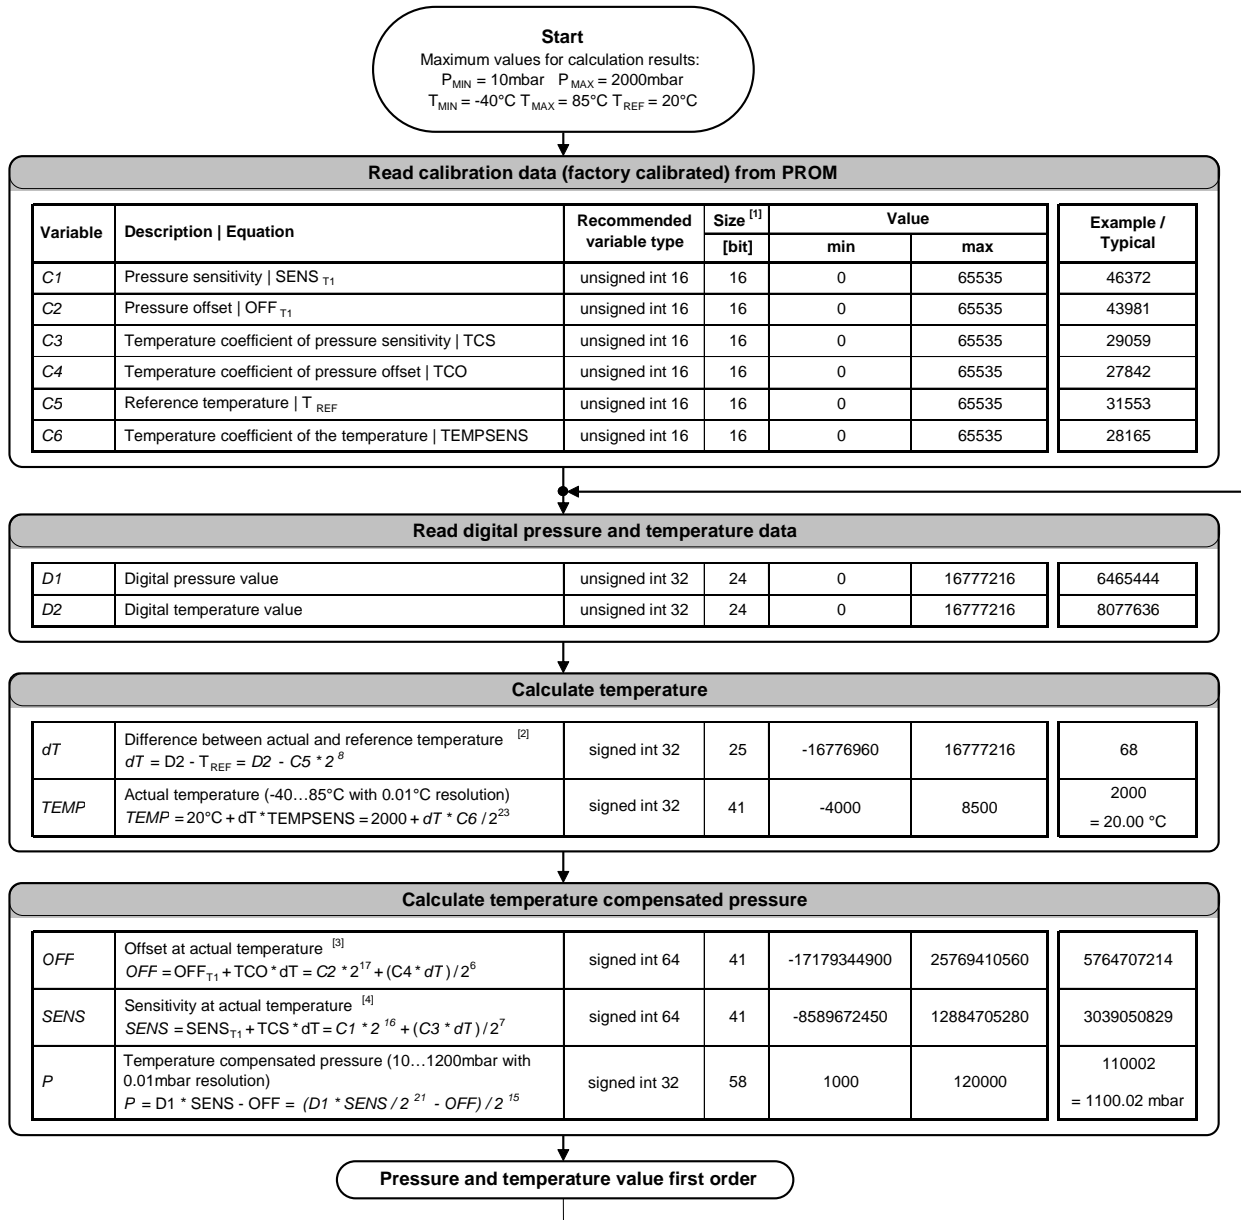 Start
Maximum values for calculation results:
P MIN = 10mbar P MAX = 2000mbar
T MIN = -40°C T MAX = 85°C T REF = 20°C
Read calibration data (factory calibrated) from PROM
Variable | Description | Equation | Recommended variable type | Size [1] [bit] | Value min | max | Example / Typical
C1 | Pressure sensitivity | SENS T1 | unsigned int 16 | 16 | 0 | 65535 | 46372
C2 | Pressure offset | OFF T1 | unsigned int 16 | 16 | 0 | 65535 | 43981
C3 | Temperature coefficient of pressure sensitivity | TCS | unsigned int 16 | 16 | 0 | 65535 | 29059
C4 | Temperature coefficient of pressure offset | TCO | unsigned int 16 | 16 | 0 | 65535 | 27842
C5 | Reference temperature | T REF | unsigned int 16 | 16 | 0 | 65535 | 31553
C6 | Temperature coefficient of the temperature | TEMPSENS | unsigned int 16 | 16 | 0 | 65535 | 28165
Read digital pressure and temperature data
D1 | Digital pressure value | unsigned int 32 | 24 | 0 | 16777216 | 6465444
D2 | Digital temperature value | unsigned int 32 | 24 | 0 | 16777216 | 8077636
Calculate temperature
dT | Difference between actual and reference temperature [2]
dT = D2 - T REF = D2 - C5 * 2^8 | signed int 32 | 25 | -16776960 | 16777216 | 68
TEMP | Actual temperature (-40…85°C with 0.01°C resolution)
TEMP = 20°C + dT * TEMPSENS = 2000 + dT * C6 / 2^23 | signed int 32 | 41 | -4000 | 8500 | 2000
= 20.00 °C
Calculate temperature compensated pressure
OFF | Offset at actual temperature [3]
OFF = OFF T1 + TCO * dT = C2 * 2^17 + (C4 * dT) / 2^6 | signed int 64 | 41 | -17179344900 | 25769410560 | 5764707214
SENS | Sensitivity at actual temperature [4]
SENS = SENS T1 + TCS * dT = C1 * 2^16 + (C3 * dT) / 2^7 | signed int 64 | 41 | -8589672450 | 12884705280 | 3039050829
P | Temperature compensated pressure (10…1200mbar with
0.01mbar resolution)
P = D1 * SENS - OFF = (D1 * SENS / 2^21 - OFF) / 2^15 | signed int 32 | 58 | 1000 | 120000 | 110002
= 1100.02 mbar
Pressure and temperature value first order